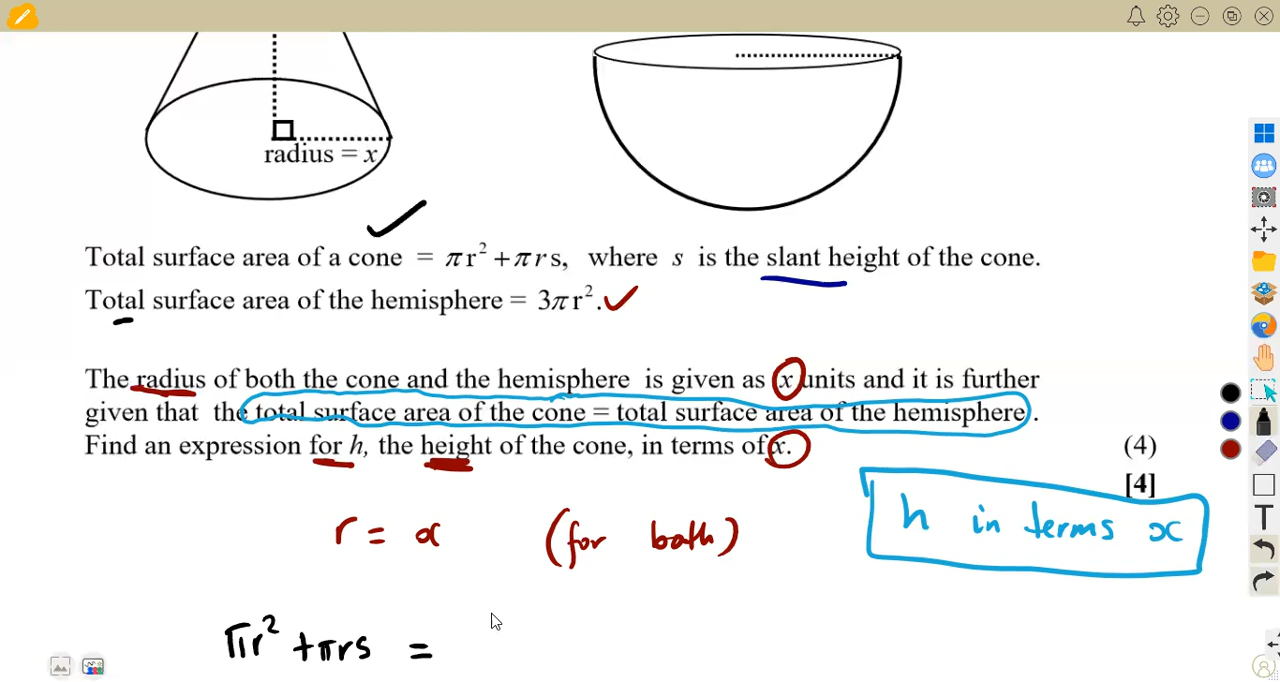 radius = x
Total surface area of a cone = πr² + πrs, where s is the slant height of the cone.
Total surface area of the hemisphere = 3πr².
The radius of both the cone and the hemisphere is given as x units and it is further
given that the total surface area of the cone = total surface area of the hemisphere.
Find an expression for h, the height of the cone, in terms of x. (4)
[4]
h in terms x
r = x (for both)
πr² + πrs =
T